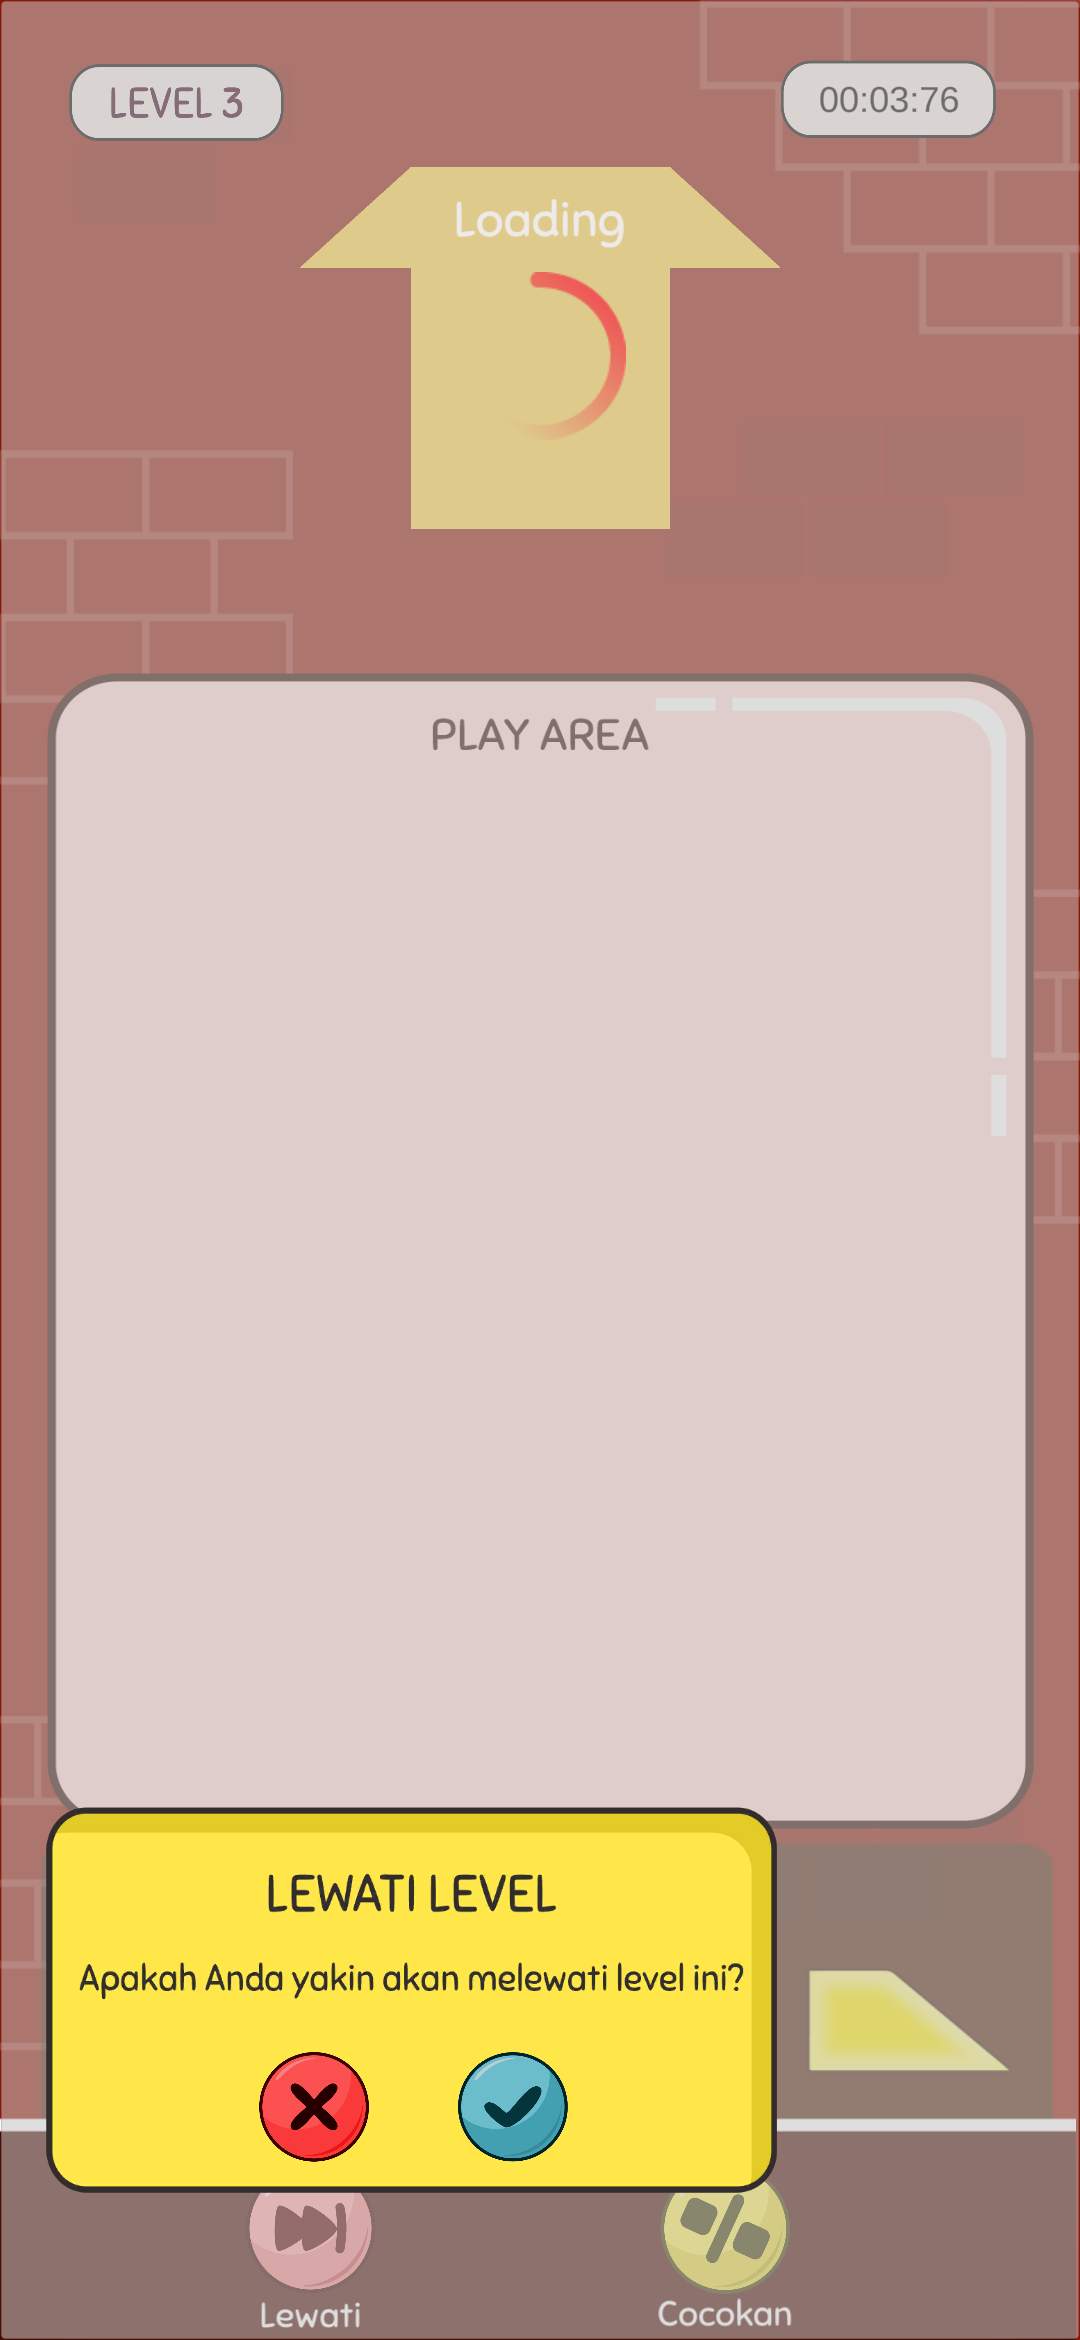 LEVEL 3
00:03:76
Loading
PLAY AREA
LEWATI LEVEL
Apakah Anda yakin akan melewati level ini?
Lewati
Cocokan